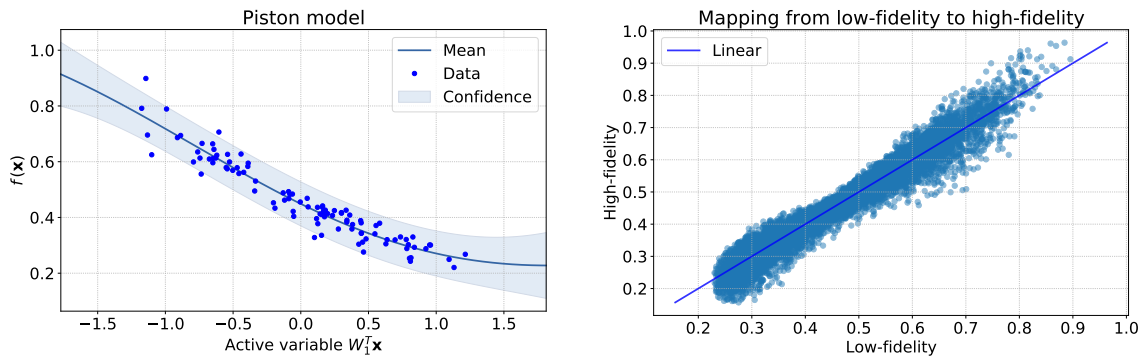 Piston model
1.0
0.8
0.6
0.4
0.2
f(x)
Mean
Data
Confidence
−1.5 −1.0 −0.5 0.0 0.5 1.0 1.5
Active variable W₁ᵀx
Mapping from low-fidelity to high-fidelity
1.0
0.9
0.8
0.7
0.6
0.5
0.4
0.3
0.2
High-fidelity
Linear
0.2 0.3 0.4 0.5 0.6 0.7 0.8 0.9 1.0
Low-fidelity